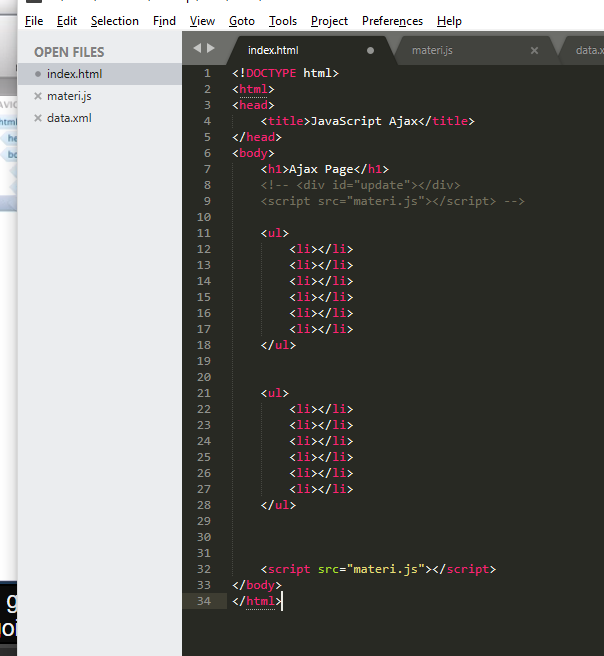 File Edit Selection Find View Goto Tools Project Preferences Help
OPEN FILES
index.html
materi.js
data.xml
index.html
materi.js
data.x
1 <!DOCTYPE html>
2 <html>
3 <head>
4 <title>JavaScript Ajax</title>
5 </head>
6 <body>
7 <h1>Ajax Page</h1>
8 <!-- <div id="update"></div>
9 <script src="materi.js"></script> -->
10
11 <ul>
12 <li></li>
13 <li></li>
14 <li></li>
15 <li></li>
16 <li></li>
17 <li></li>
18 </ul>
19
20
21 <ul>
22 <li></li>
23 <li></li>
24 <li></li>
25 <li></li>
26 <li></li>
27 <li></li>
28 </ul>
29
30
31
32 <script src="materi.js"></script>
33 </body>
34 </html>